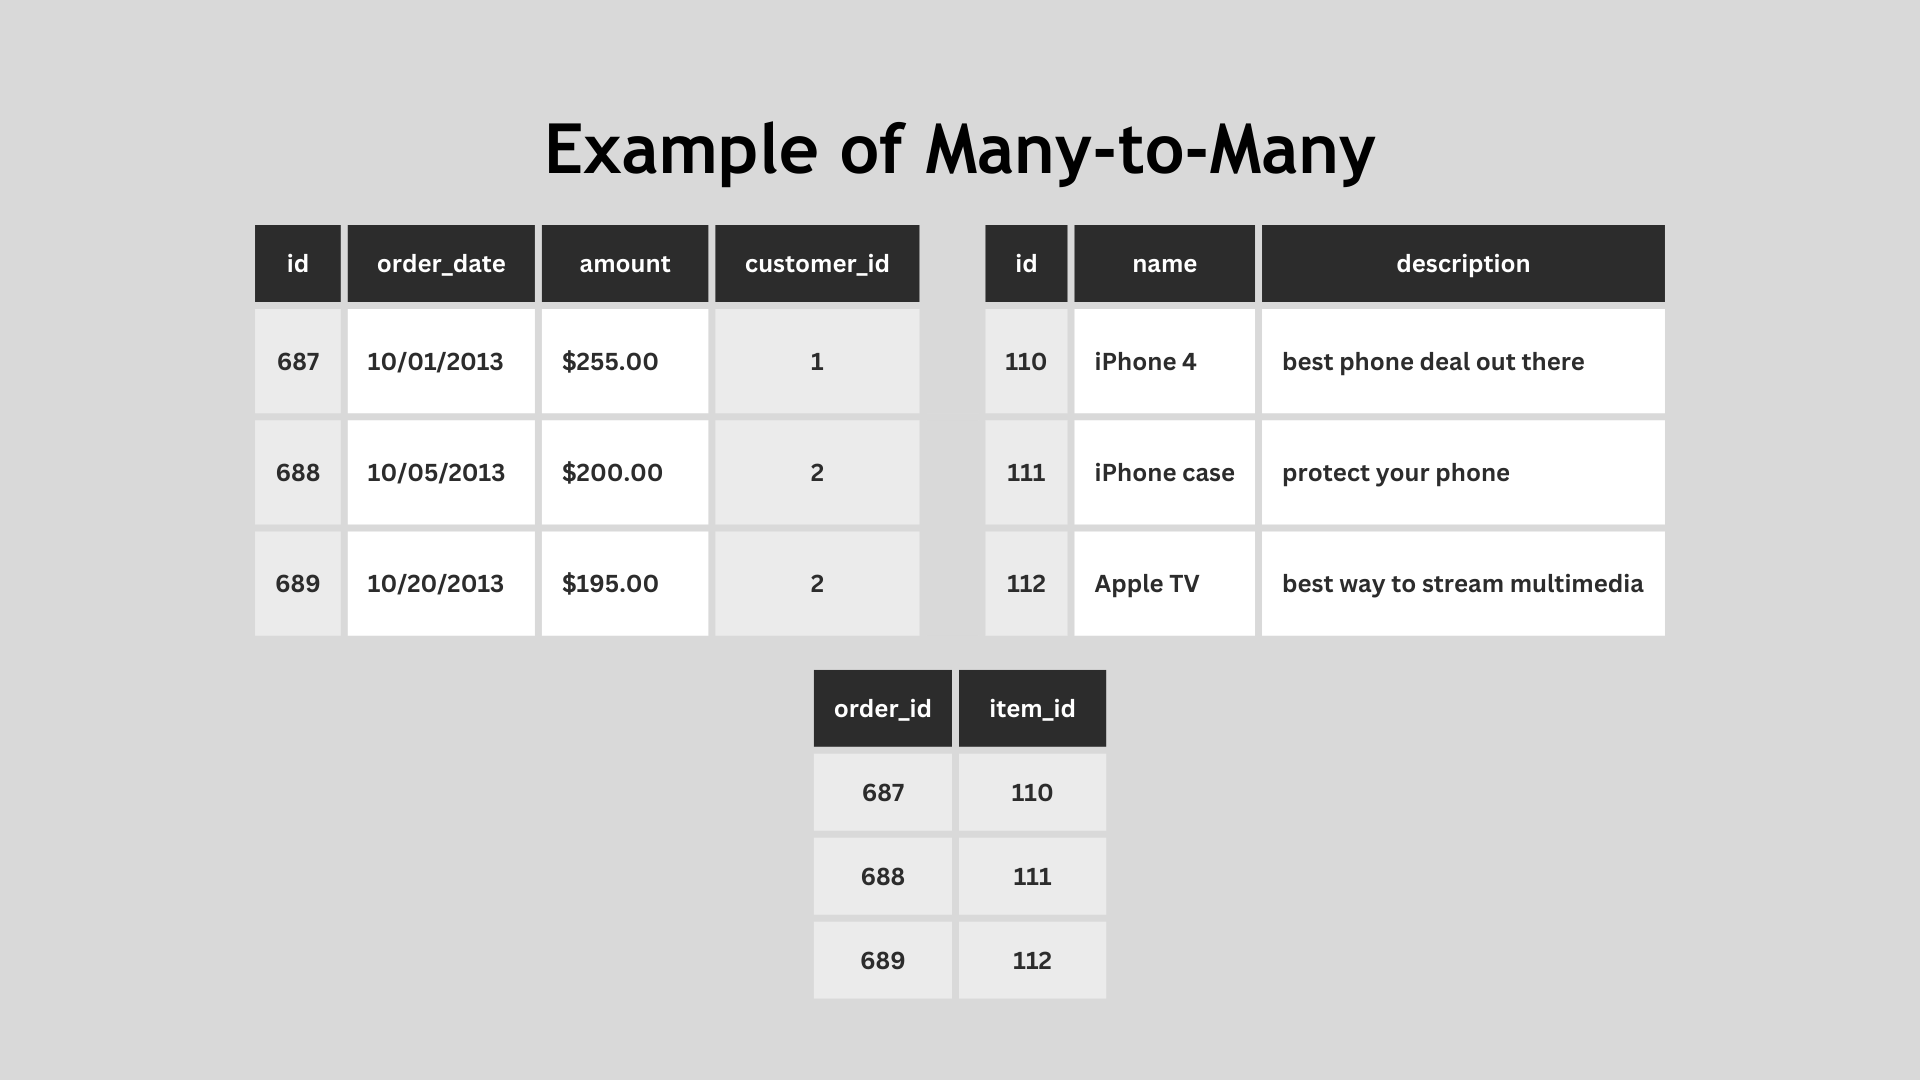 Example of Many-to-Many
id order_date amount customer_id
687 10/01/2013 $255.00 1
688 10/05/2013 $200.00 2
689 10/20/2013 $195.00 2
id name description
110 iPhone 4 best phone deal out there
111 iPhone case protect your phone
112 Apple TV best way to stream multimedia
order_id item_id
687 110
688 111
689 112